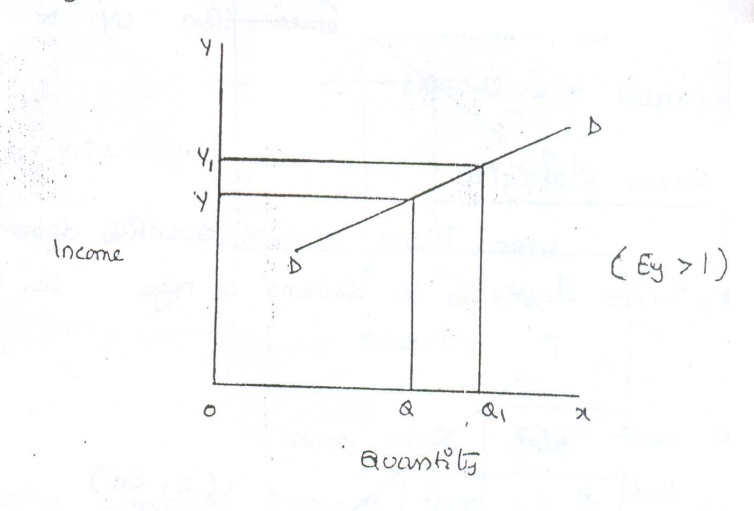 Y
D
Y₁
Y
Income
D
(Ey > 1)
O
Q
Q₁
x
Quantity